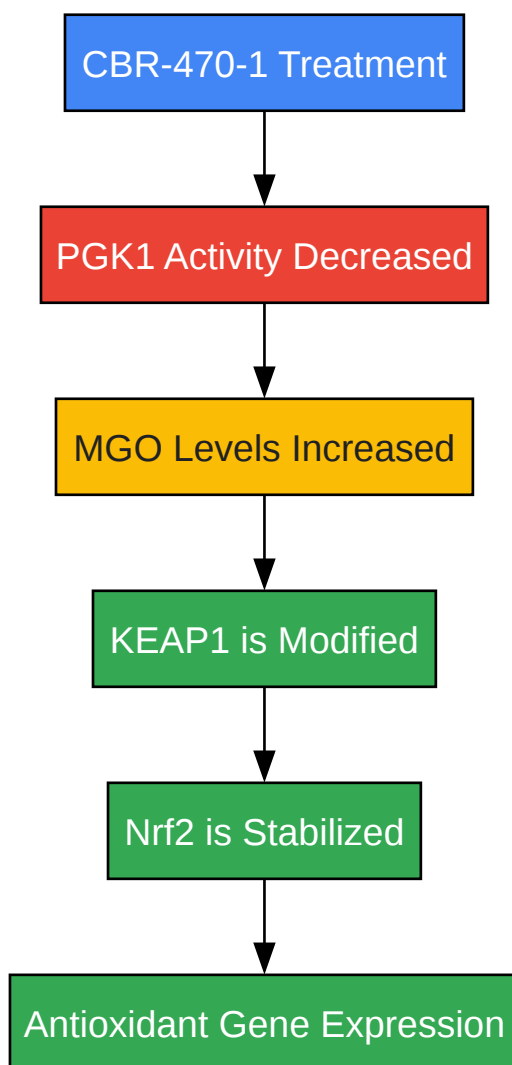 CBR-470-1 Treatment
PGK1 Activity Decreased
MGO Levels Increased
KEAP1 is Modified
Nrf2 is Stabilized
Antioxidant Gene Expression